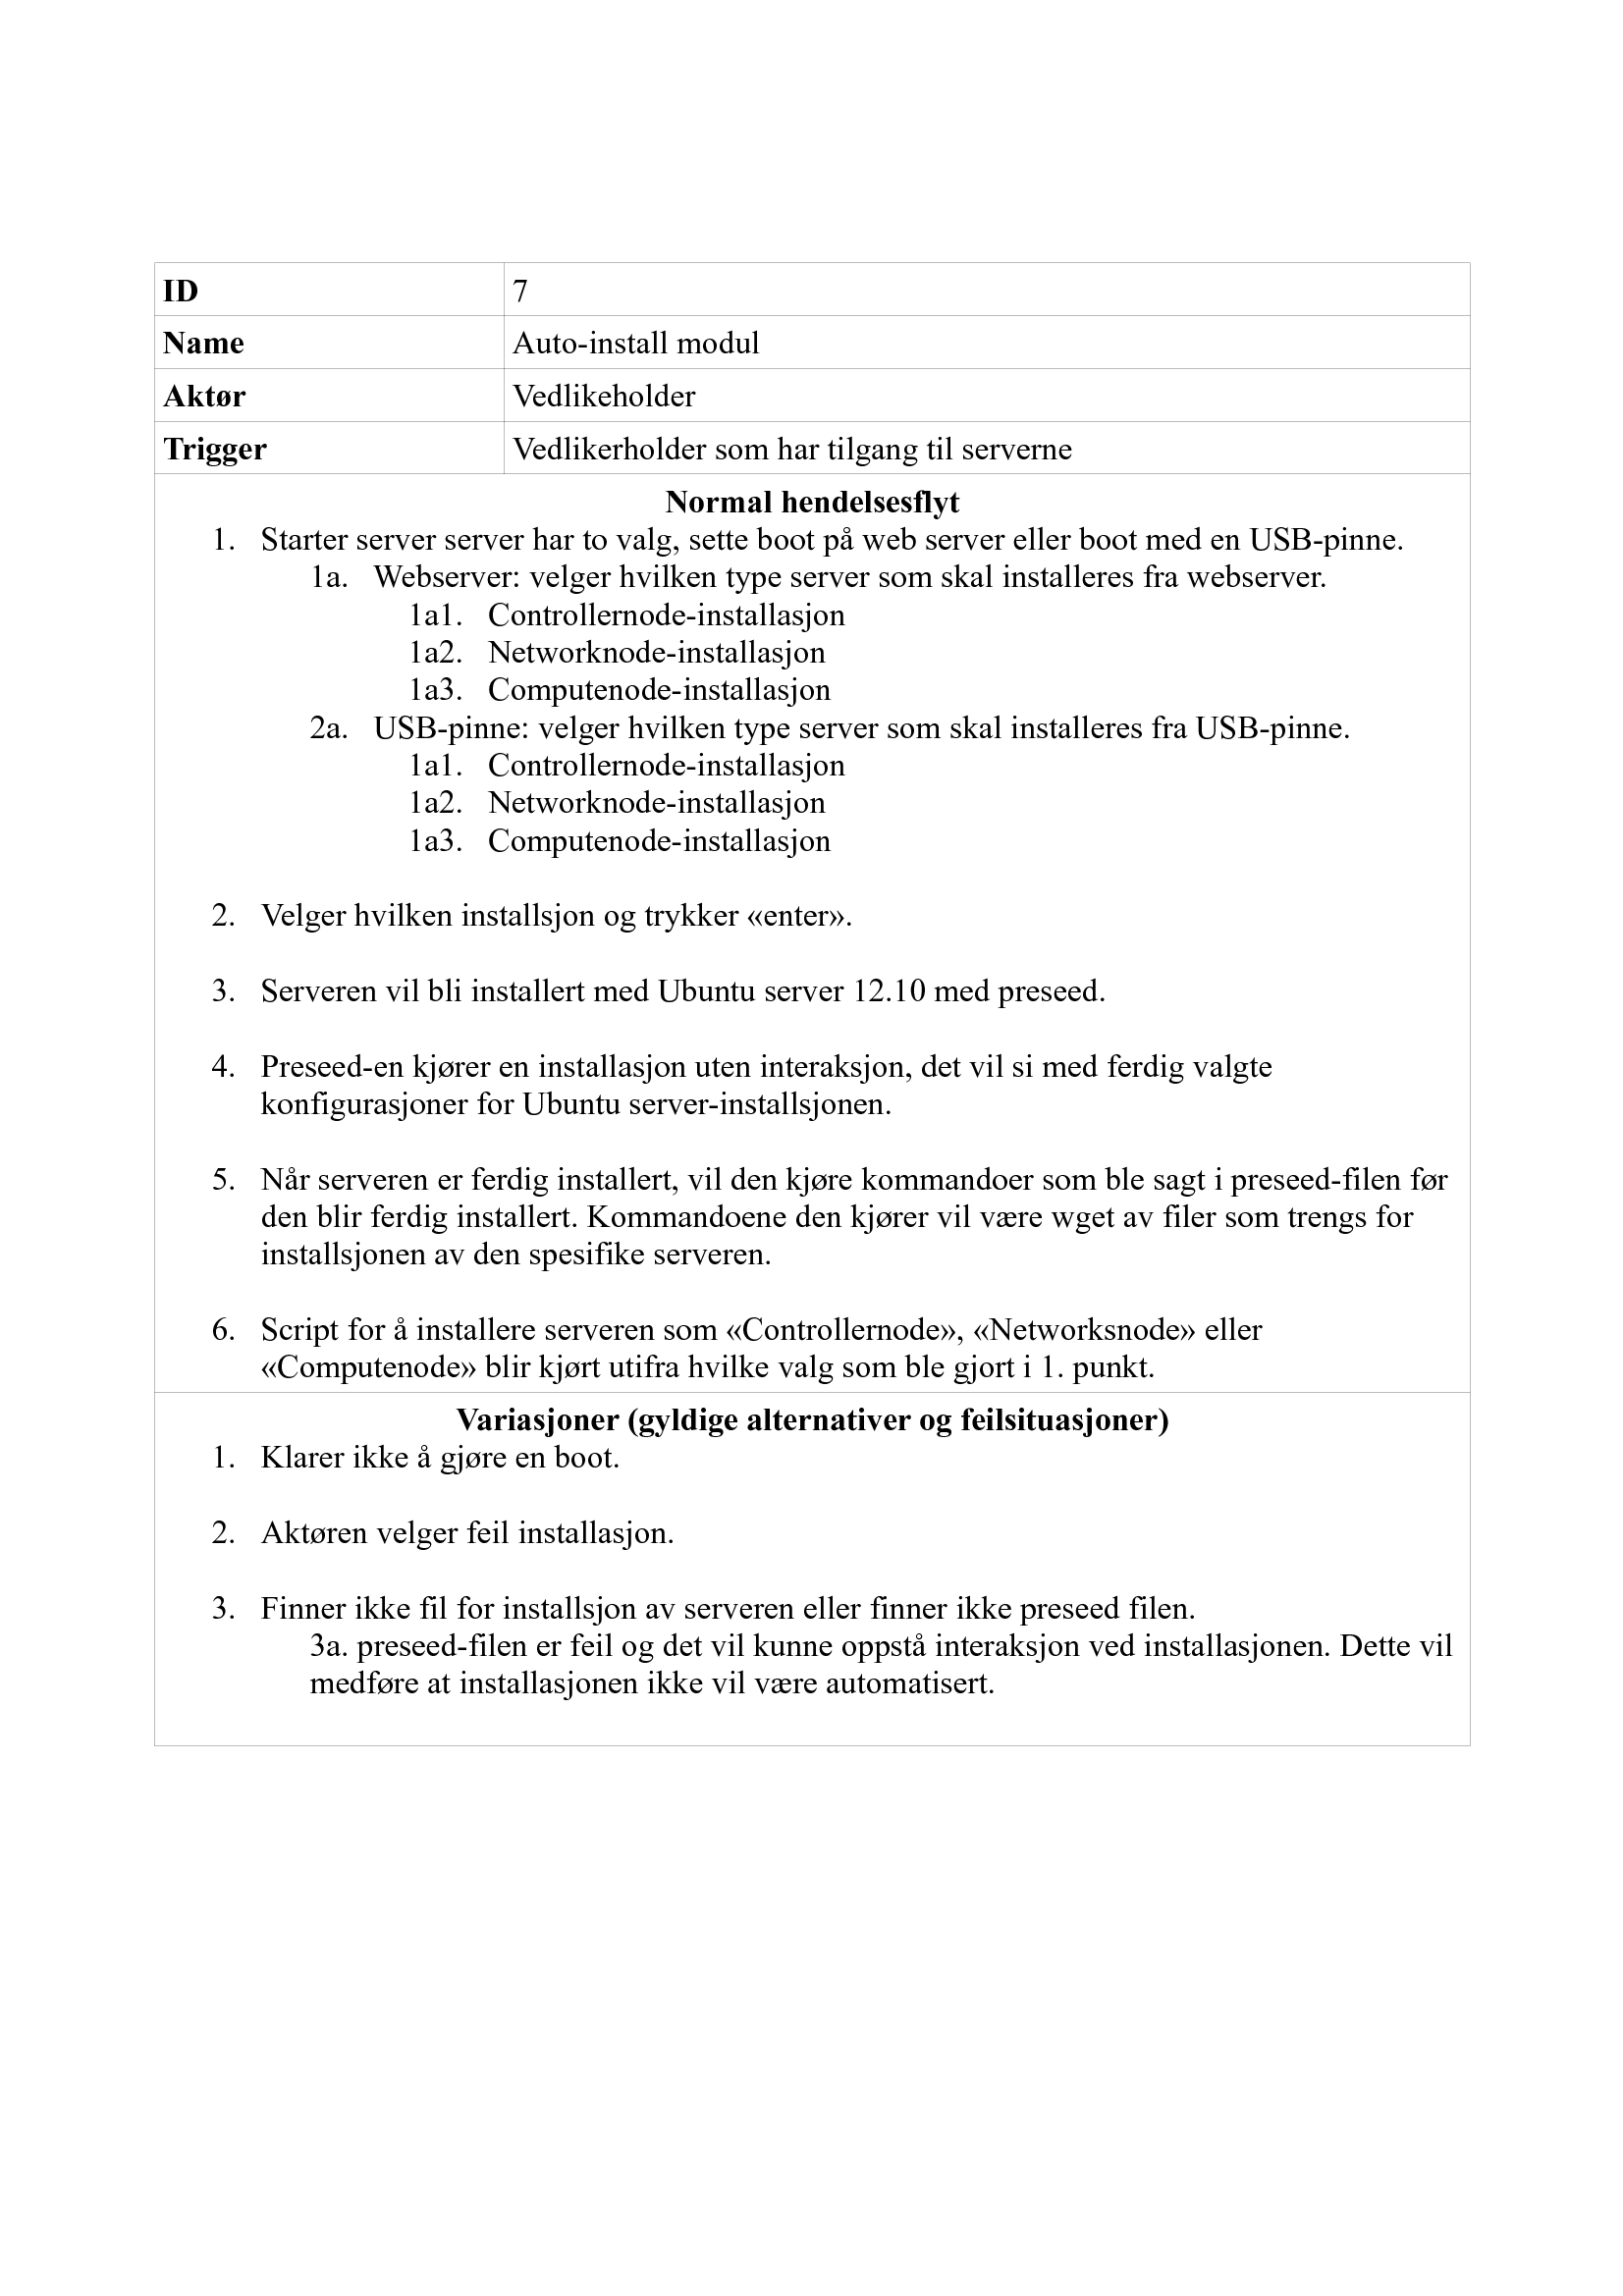 ID 7
Name Auto-install modul
Aktør Vedlikeholder
Trigger Vedlikerholder som har tilgang til serverne
Normal hendelsesflyt
1. Starter server server har to valg, sette boot på web server eller boot med en USB-pinne.
1a. Webserver: velger hvilken type server som skal installeres fra webserver.
1a1. Controllernode-installasjon
1a2. Networknode-installasjon
1a3. Computenode-installasjon
2a. USB-pinne: velger hvilken type server som skal installeres fra USB-pinne.
1a1. Controllernode-installasjon
1a2. Networknode-installasjon
1a3. Computenode-installasjon
2. Velger hvilken installsjon og trykker «enter».
3. Serveren vil bli installert med Ubuntu server 12.10 med preseed.
4. Preseed-en kjører en installasjon uten interaksjon, det vil si med ferdig valgte
konfigurasjoner for Ubuntu server-installsjonen.
5. Når serveren er ferdig installert, vil den kjøre kommandoer som ble sagt i preseed-filen før
den blir ferdig installert. Kommandoene den kjører vil være wget av filer som trengs for
installsjonen av den spesifike serveren.
6. Script for å installere serveren som «Controllernode», «Networksnode» eller
«Computenode» blir kjørt utifra hvilke valg som ble gjort i 1. punkt.
Variasjoner (gyldige alternativer og feilsituasjoner)
1. Klarer ikke å gjøre en boot.
2. Aktøren velger feil installasjon.
3. Finner ikke fil for installsjon av serveren eller finner ikke preseed filen.
3a. preseed-filen er feil og det vil kunne oppstå interaksjon ved installasjonen. Dette vil
medføre at installasjonen ikke vil være automatisert.